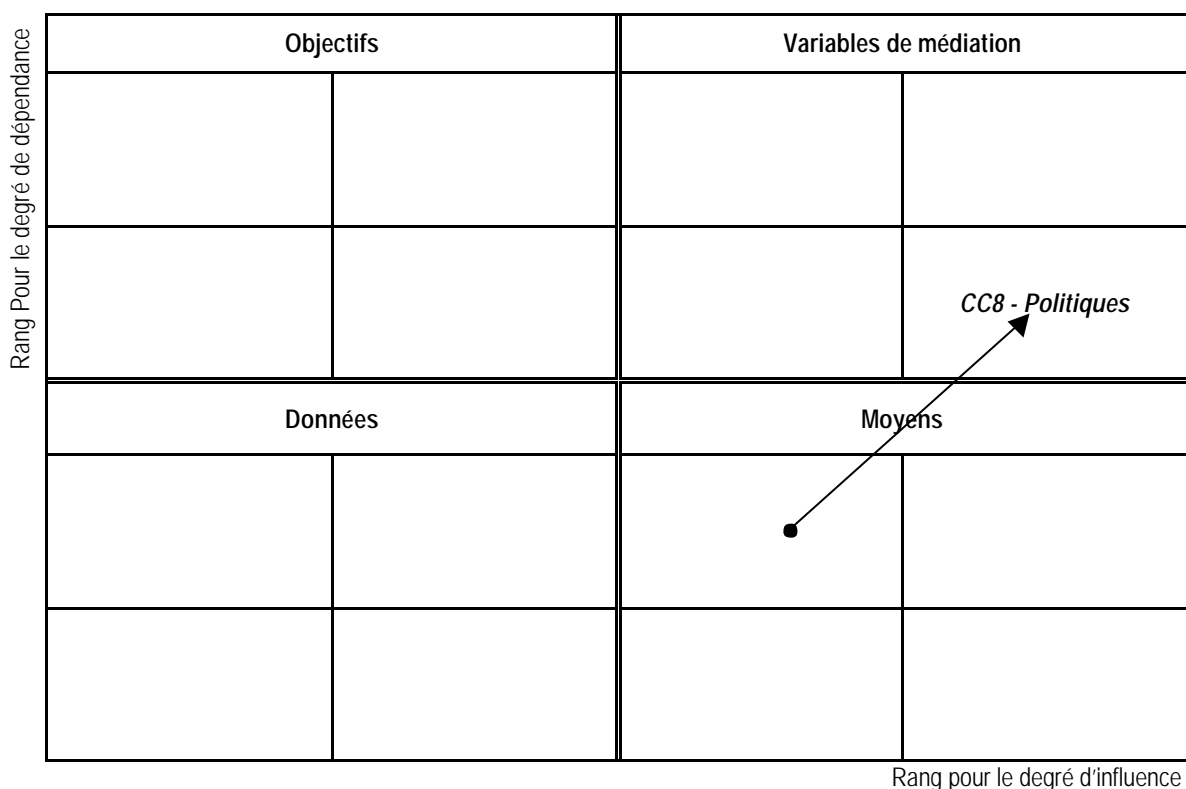 Rang Pour le degré de dépendance
Objectifs
Variables de médiation
CC8 - Politiques
Données
Moyens
Rang pour le degré d'influence